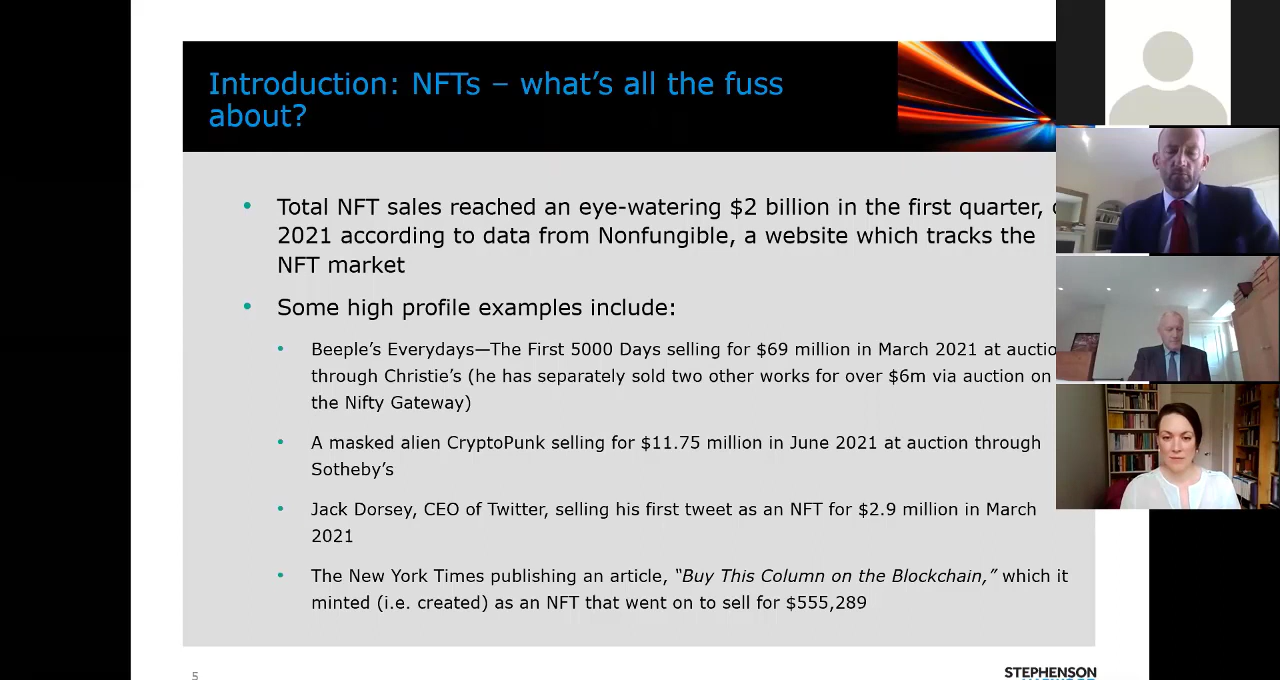 Introduction: NFTs – what's all the fuss
about?
• Total NFT sales reached an eye-watering $2 billion in the first quarter,
2021 according to data from Nonfungible, a website which tracks the
NFT market
• Some high profile examples include:
• Beeple's Everydays—The First 5000 Days selling for $69 million in March 2021 at auctio
through Christie's (he has separately sold two other works for over $6m via auction on
the Nifty Gateway)
• A masked alien CryptoPunk selling for $11.75 million in June 2021 at auction through
Sotheby's
• Jack Dorsey, CEO of Twitter, selling his first tweet as an NFT for $2.9 million in March
2021
• The New York Times publishing an article, "Buy This Column on the Blockchain," which it
minted (i.e. created) as an NFT that went on to sell for $555,289
5
STEPHENSON